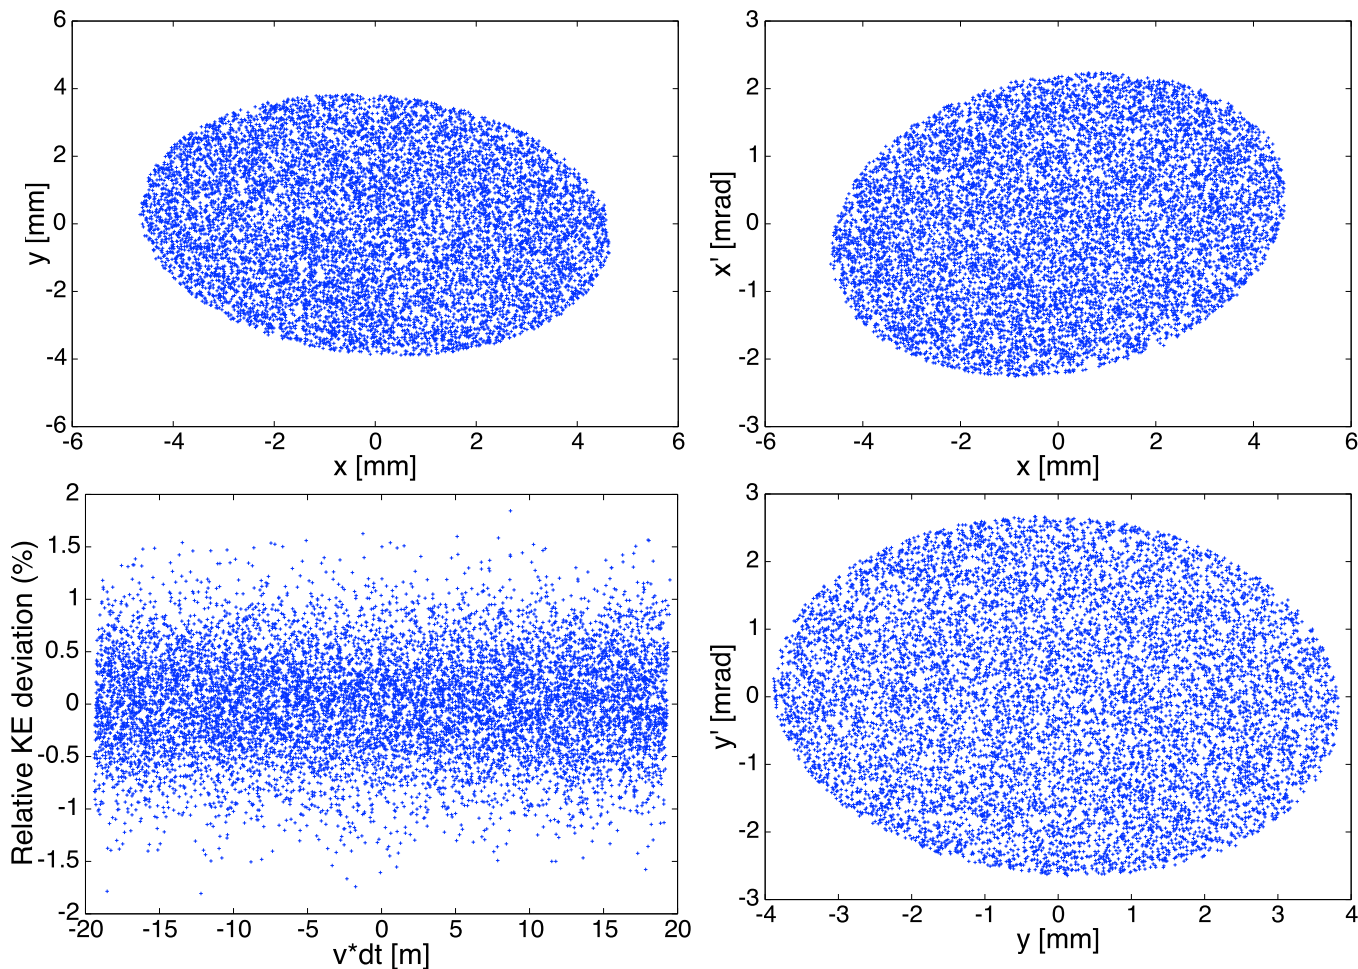 6
4
2
0
-2
-4
-6
y [mm]
-6 -4 -2 0 2 4 6
x [mm]
3
2
1
0
-1
-2
-3
x' [mrad]
-6 -4 -2 0 2 4 6
x [mm]
2
1.5
1
0.5
0
-0.5
-1
-1.5
-2
Relative KE deviation (%)
-20 -15 -10 -5 0 5 10 15 20
v*dt [m]
3
2
1
0
-1
-2
-3
y' [mrad]
-4 -3 -2 -1 0 1 2 3 4
y [mm]